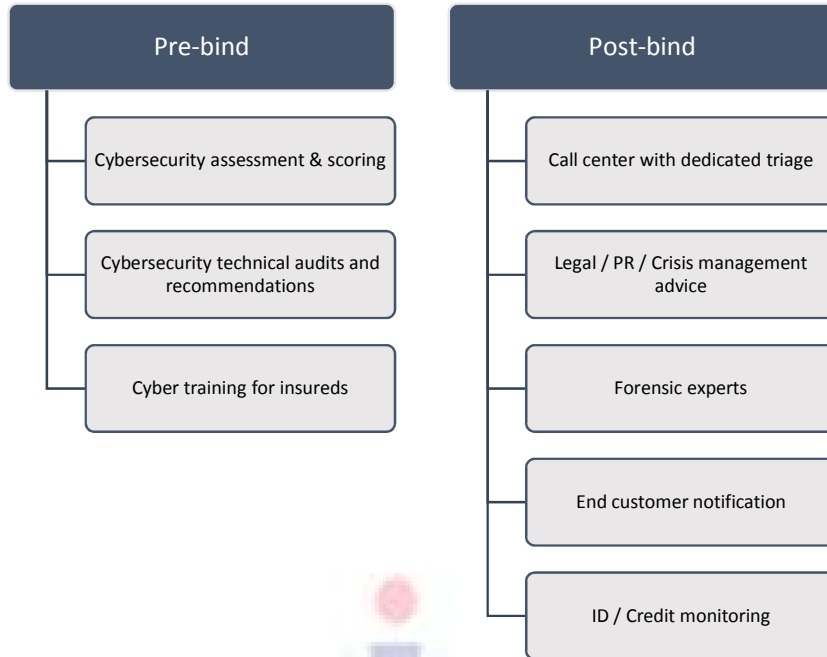 Pre-bind
Cybersecurity assessment & scoring
Cybersecurity technical audits and
recommendations
Cyber training for insureds
Post-bind
Call center with dedicated triage
Legal / PR / Crisis management
advice
Forensic experts
End customer notification
ID / Credit monitoring